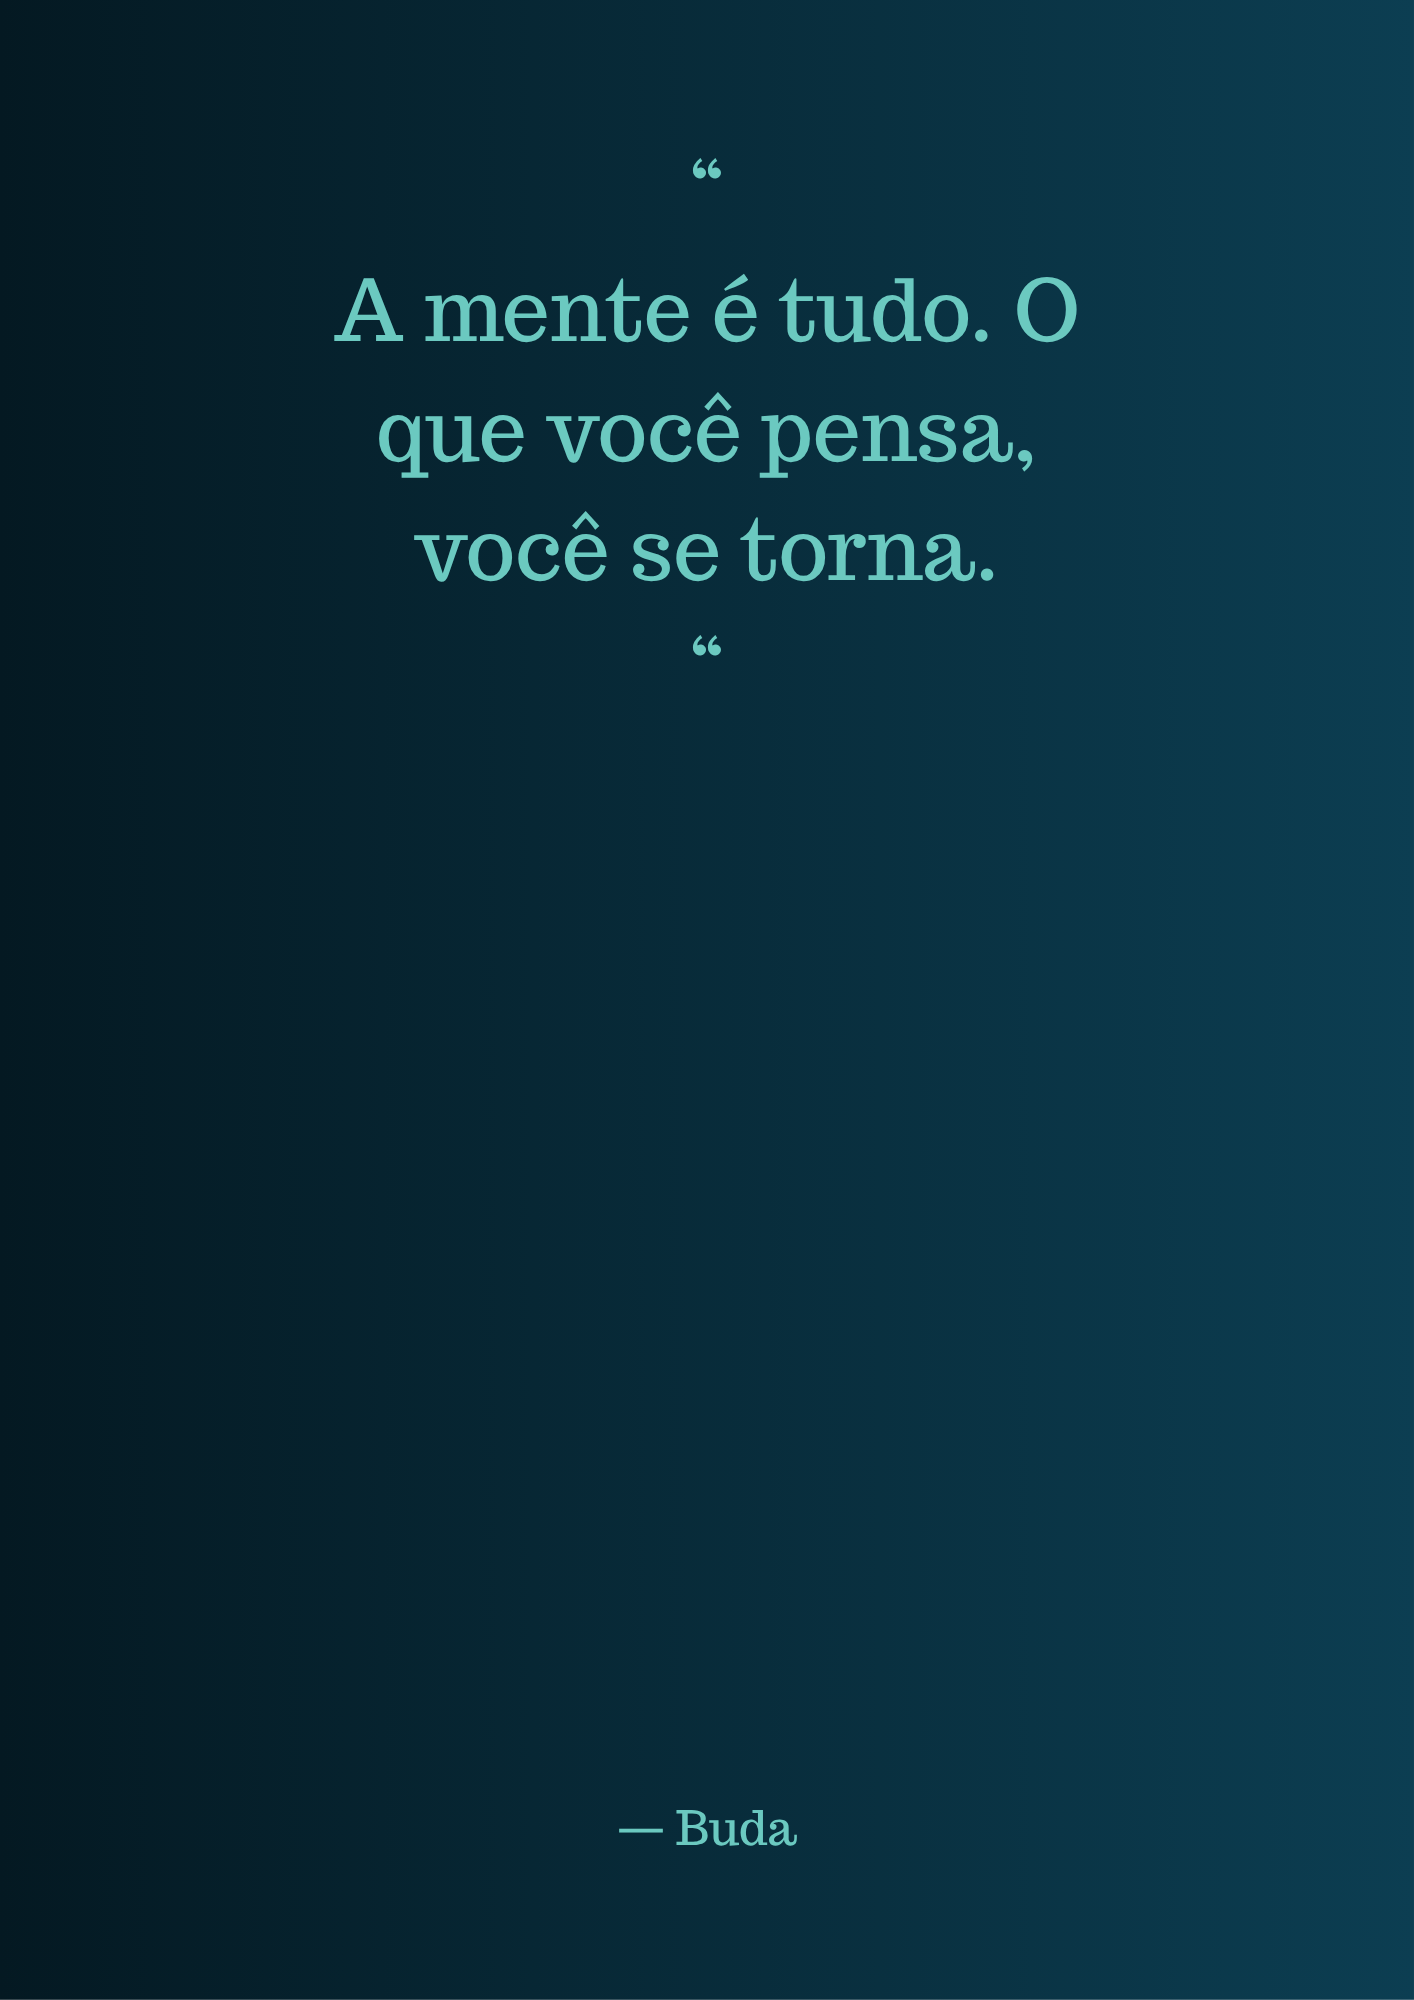 “
A mente é tudo. O
que você pensa,
você se torna.
“
— Buda